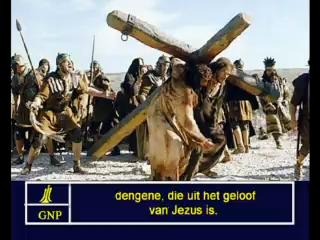 dengene, die uit het geloof
van Jezus is.
GNP